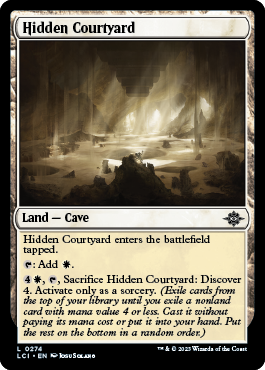 Hidden Courtyard
Land — Cave
Hidden Courtyard enters the battlefield
tapped.
: Add .
4, , Sacrifice Hidden Courtyard: Discover
4. Activate only as a sorcery. (Exile cards from
the top of your library until you exile a nonland
card with mana value 4 or less. Cast it without
paying its mana cost or put it into your hand. Put
the rest on the bottom in a random order.)
L 0274
LCI • EN Josu Solano
™ & © 2023 Wizards of the Coast